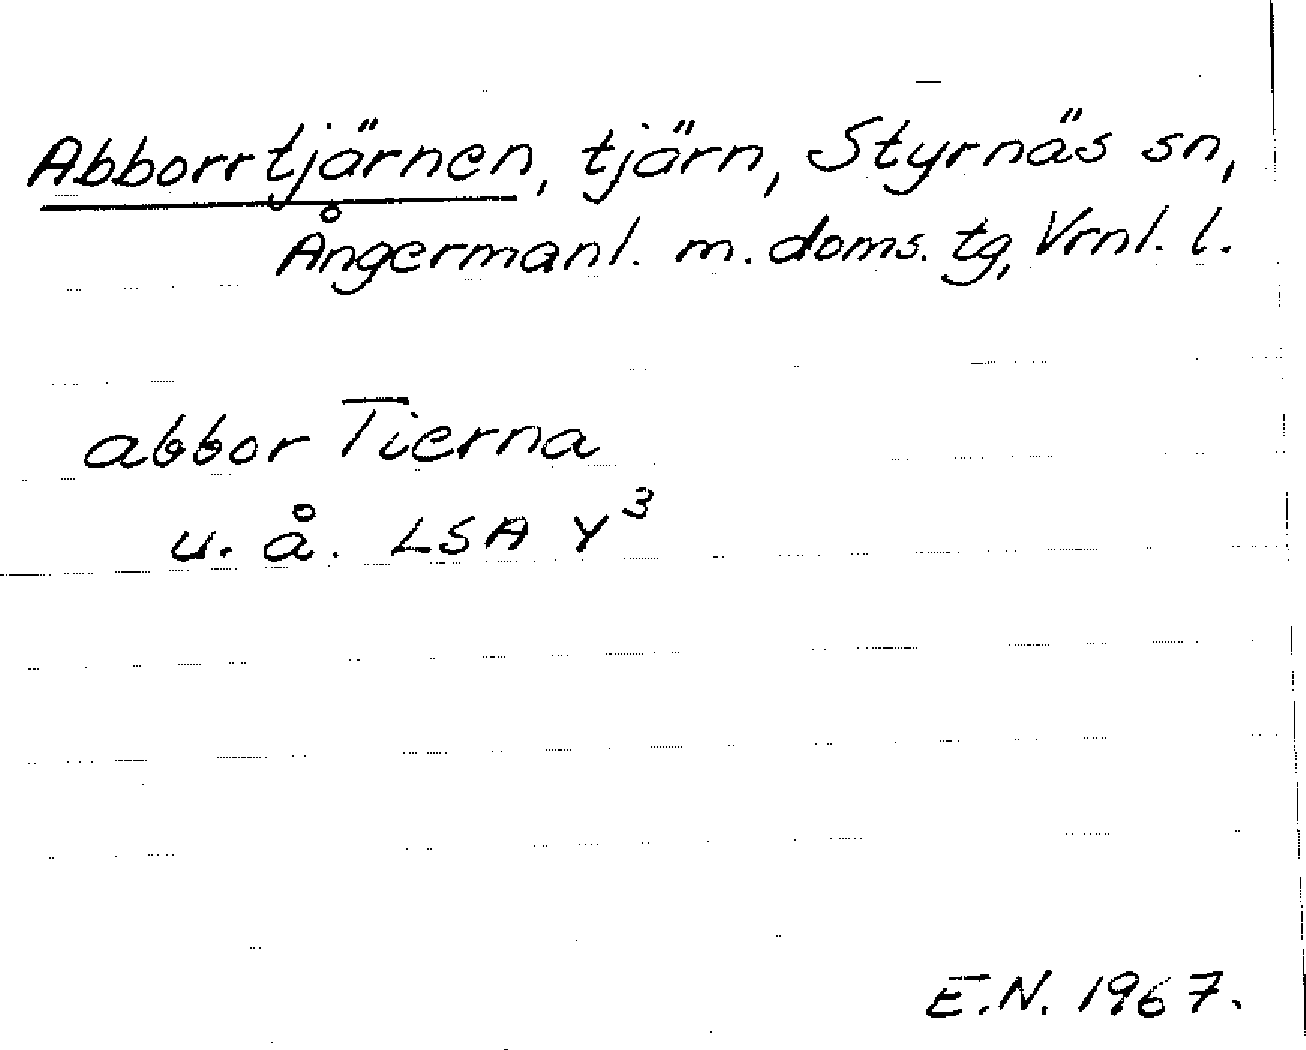 Abborrtjärnen, tjärn, Styrnäs sn,
Ångermanl. m. doms. tg, Vrnl. l.
abbor Tierna
u. å. LSA Y³
E.N. 1967.